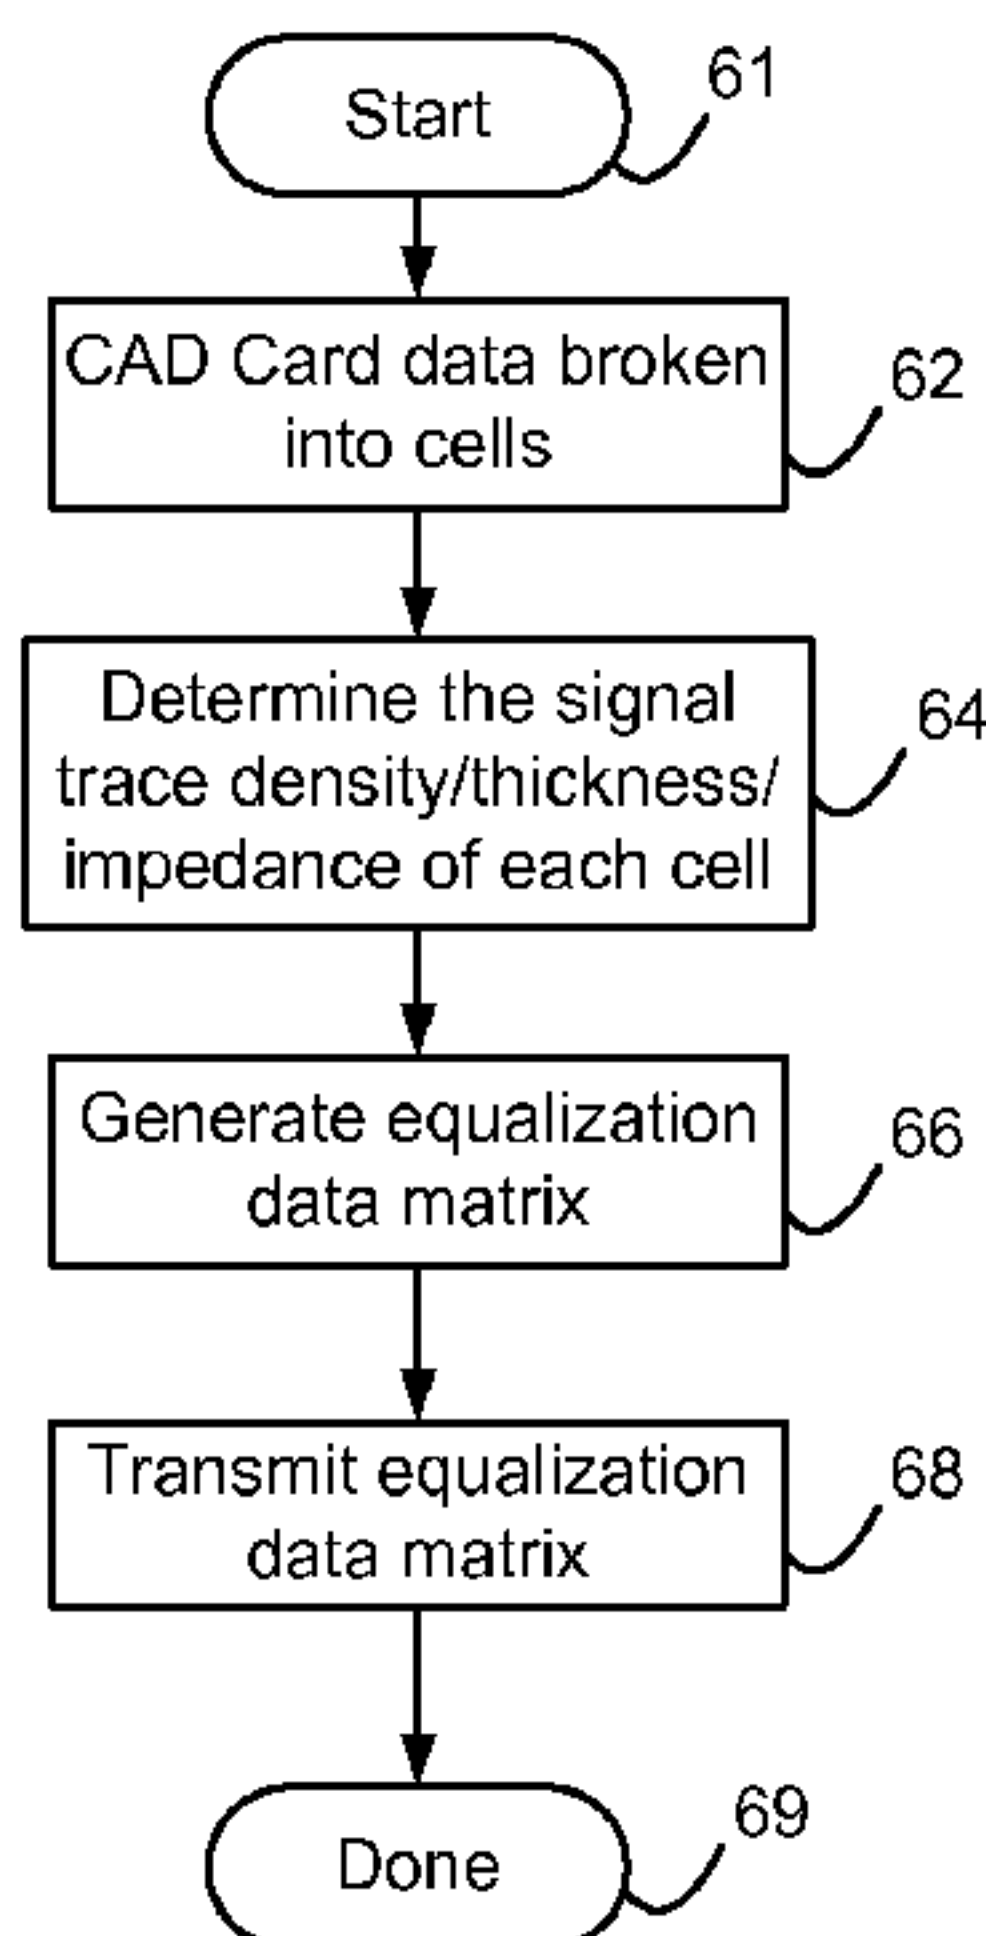 Start
61
CAD Card data broken
into cells
62
Determine the signal
trace density/thickness/
impedance of each cell
64
Generate equalization
data matrix
66
Transmit equalization
data matrix
68
Done
69